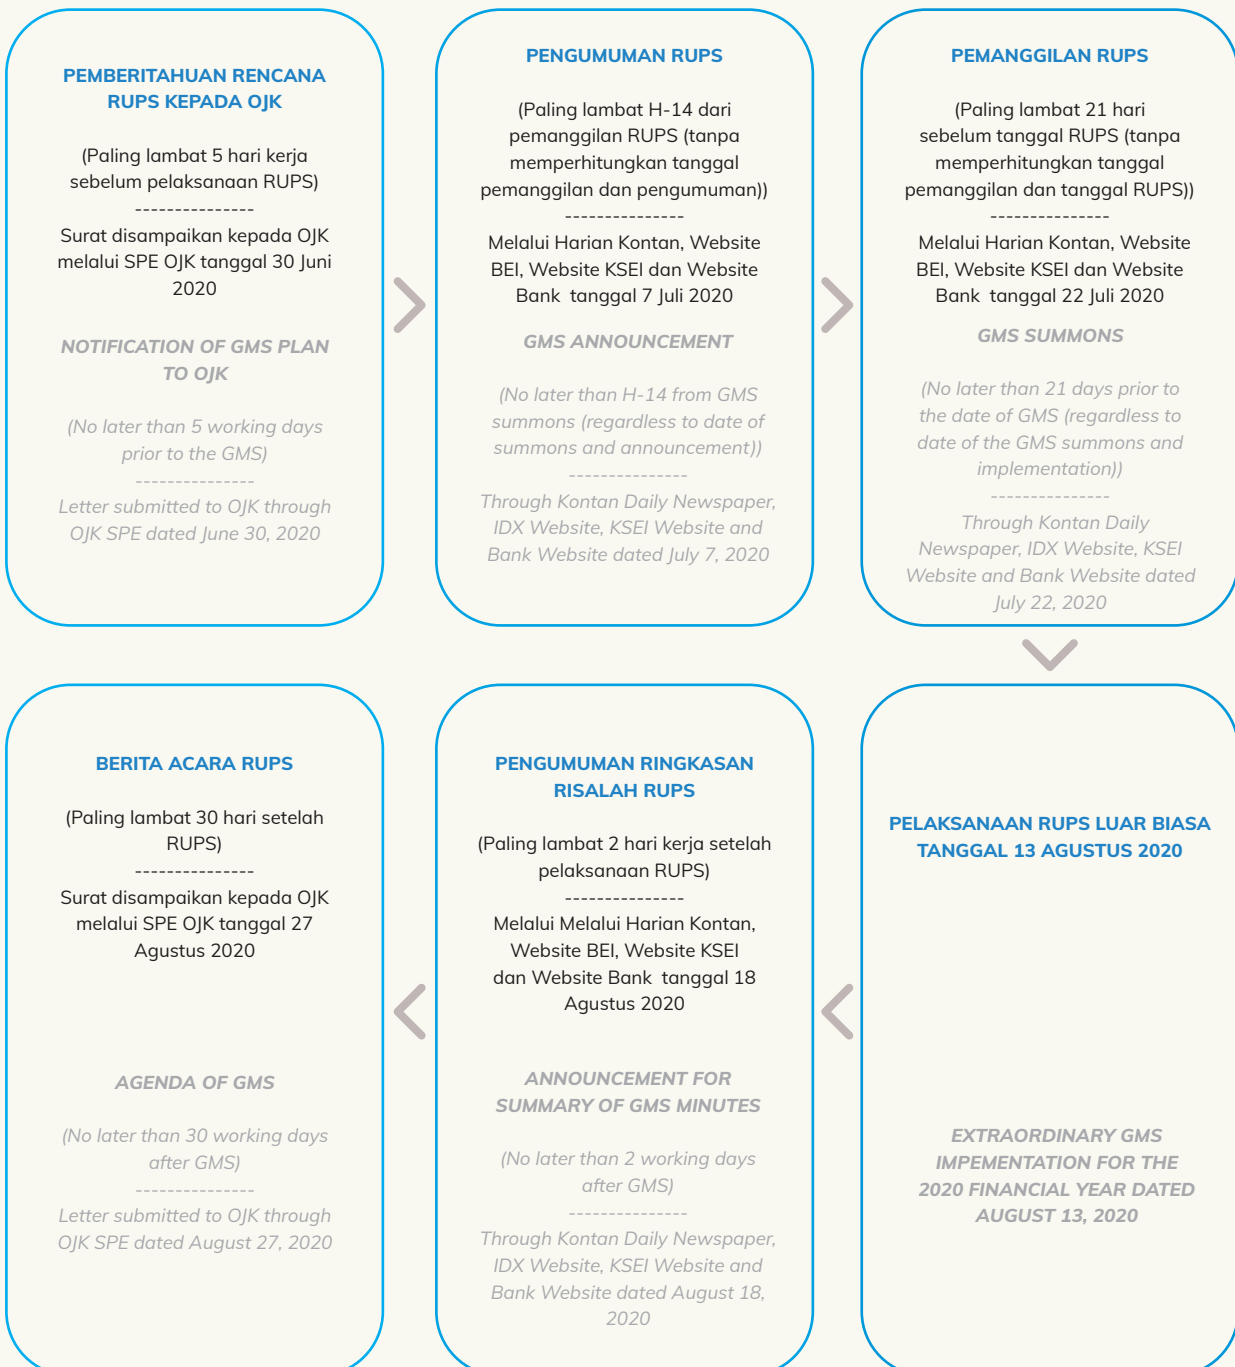 PEMBERITAHUAN RENCANA
RUPS KEPADA OJK
(Paling lambat 5 hari kerja
sebelum pelaksanaan RUPS)
---------------
Surat disampaikan kepada OJK
melalui SPE OJK tanggal 30 Juni
2020
NOTIFICATION OF GMS PLAN
TO OJK
(No later than 5 working days
prior to the GMS)
---------------
Letter submitted to OJK through
OJK SPE dated June 30, 2020
PENGUMUMAN RUPS
(Paling lambat H-14 dari
pemanggilan RUPS (tanpa
memperhitungkan tanggal
pemanggilan dan pengumuman))
---------------
Melalui Harian Kontan, Website
BEI, Website KSEI dan Website
Bank tanggal 7 Juli 2020
GMS ANNOUNCEMENT
(No later than H-14 from GMS
summons (regardless to date of
summons and announcement))
---------------
Through Kontan Daily Newspaper,
IDX Website, KSEI Website and
Bank Website dated July 7, 2020
PEMANGGILAN RUPS
(Paling lambat 21 hari
sebelum tanggal RUPS (tanpa
memperhitungkan tanggal
pemanggilan dan tanggal RUPS))
---------------
Melalui Harian Kontan, Website
BEI, Website KSEI dan Website
Bank tanggal 22 Juli 2020
GMS SUMMONS
(No later than 21 days prior to
the date of GMS (regardless to
date of the GMS summons and
implementation))
---------------
Through Kontan Daily
Newspaper, IDX Website, KSEI
Website and Bank Website dated
July 22, 2020
PELAKSANAAN RUPS LUAR BIASA
TANGGAL 13 AGUSTUS 2020
EXTRAORDINARY GMS
IMPEMENTATION FOR THE
2020 FINANCIAL YEAR DATED
AUGUST 13, 2020
PENGUMUMAN RINGKASAN
RISALAH RUPS
(Paling lambat 2 hari kerja setelah
pelaksanaan RUPS)
---------------
Melalui Melalui Harian Kontan,
Website BEI, Website KSEI
dan Website Bank tanggal 18
Agustus 2020
ANNOUNCEMENT FOR
SUMMARY OF GMS MINUTES
(No later than 2 working days
after GMS)
---------------
Through Kontan Daily Newspaper,
IDX Website, KSEI Website and
Bank Website dated August 18,
2020
BERITA ACARA RUPS
(Paling lambat 30 hari setelah
RUPS)
---------------
Surat disampaikan kepada OJK
melalui SPE OJK tanggal 27
Agustus 2020
AGENDA OF GMS
(No later than 30 working days
after GMS)
---------------
Letter submitted to OJK through
OJK SPE dated August 27, 2020